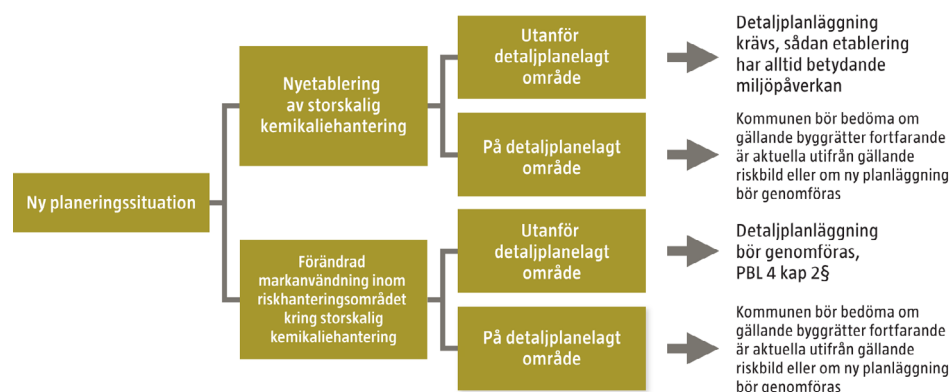 Ny planeringssituation
Nyetablering
av storskalig
kemikaliehantering
Utanför
detaljplanelagt
område
Detaljplanläggning
krävs, sådan etablering
har alltid betydande
miljöpåverkan
På detaljplanelagt
område
Kommunen bör bedöma om
gällande byggrätter fortfarande
är aktuella utifrån gällande
riskbild eller om ny planläggning
bör genomföras
Förändrad
markanvändning inom
riskhanteringsområdet
kring storskalig
kemikaliehantering
Utanför
detaljplanelagt
område
Detaljplanläggning
bör genomföras,
PBL 4 kap 2§
På detaljplanelagt
område
Kommunen bör bedöma om
gällande byggrätter fortfarande
är aktuella utifrån gällande
riskbild eller om ny planläggning
bör genomföras